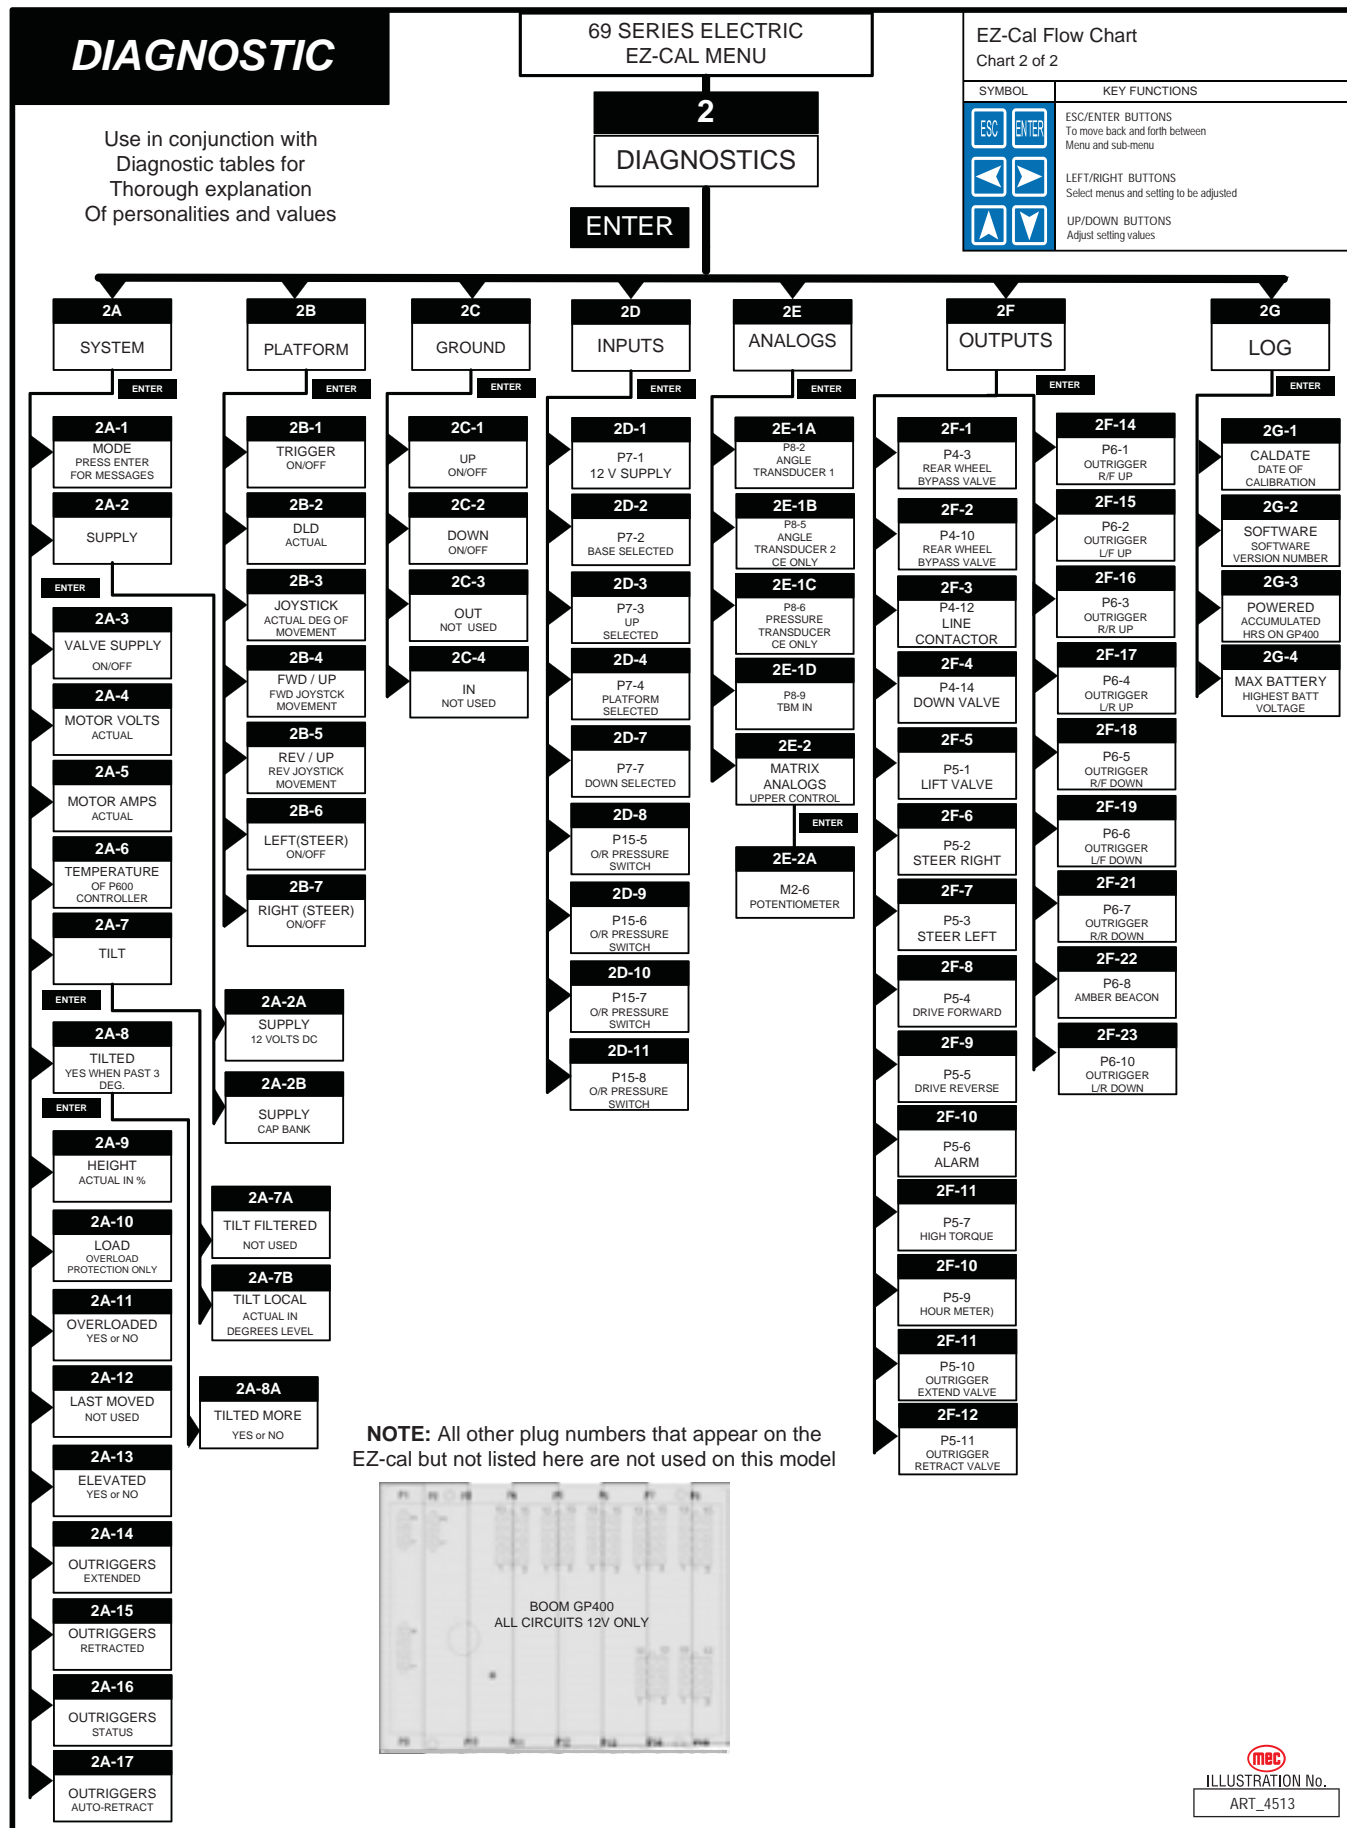 DIAGNOSTIC
Use in conjunction with
Diagnostic tables for
Thorough explanation
Of personalities and values
69 SERIES ELECTRIC
EZ-CAL MENU
2
DIAGNOSTICS
ENTER
EZ-Cal Flow Chart
Chart 2 of 2
SYMBOL
KEY FUNCTIONS
ESC ENTER
ESC/ENTER BUTTONS
To move back and forth between
Menu and sub-menu
LEFT/RIGHT BUTTONS
Select menus and setting to be adjusted
UP/DOWN BUTTONS
Adjust setting values
2A
SYSTEM
ENTER
2A-1
MODE
PRESS ENTER
FOR MESSAGES
2A-2
SUPPLY
ENTER
2A-3
VALVE SUPPLY
ON/OFF
2A-4
MOTOR VOLTS
ACTUAL
2A-5
MOTOR AMPS
ACTUAL
2A-6
TEMPERATURE
OF P600
CONTROLLER
2A-7
TILT
ENTER
2A-8
TILTED
YES WHEN PAST 3
DEG.
ENTER
2A-9
HEIGHT
ACTUAL IN %
2A-10
LOAD
OVERLOAD
PROTECTION ONLY
2A-11
OVERLOADED
YES or NO
2A-12
LAST MOVED
NOT USED
2A-13
ELEVATED
YES or NO
2A-14
OUTRIGGERS
EXTENDED
2A-15
OUTRIGGERS
RETRACTED
2A-16
OUTRIGGERS
STATUS
2A-17
OUTRIGGERS
AUTO-RETRACT
2B
PLATFORM
ENTER
2B-1
TRIGGER
ON/OFF
2B-2
DLD
ACTUAL
2B-3
JOYSTICK
ACTUAL DEG OF
MOVEMENT
2B-4
FWD / UP
FWD JOYSTCK
MOVEMENT
2B-5
REV / UP
REV JOYSTICK
MOVEMENT
2B-6
LEFT(STEER)
ON/OFF
2B-7
RIGHT (STEER)
ON/OFF
2A-2A
SUPPLY
12 VOLTS DC
2A-2B
SUPPLY
CAP BANK
2A-7A
TILT FILTERED
NOT USED
2A-7B
TILT LOCAL
ACTUAL IN
DEGREES LEVEL
2A-8A
TILTED MORE
YES or NO
2C
GROUND
ENTER
2C-1
UP
ON/OFF
2C-2
DOWN
ON/OFF
2C-3
OUT
NOT USED
2C-4
IN
NOT USED
2D
INPUTS
ENTER
2D-1
P7-1
12 V SUPPLY
2D-2
P7-2
BASE SELECTED
2D-3
P7-3
UP
SELECTED
2D-4
P7-4
PLATFORM
SELECTED
2D-7
P7-7
DOWN SELECTED
2D-8
P15-5
O/R PRESSURE
SWITCH
2D-9
P15-6
O/R PRESSURE
SWITCH
2D-10
P15-7
O/R PRESSURE
SWITCH
2D-11
P15-8
O/R PRESSURE
SWITCH
2E
ANALOGS
ENTER
2E-1A
P8-2
ANGLE
TRANSDUCER 1
2E-1B
P8-5
ANGLE
TRANSDUCER 2
CE ONLY
2E-1C
P8-6
PRESSURE
TRANSDUCER
CE ONLY
2E-1D
P8-9
TBM IN
2E-2
MATRIX
ANALOGS
UPPER CONTROL
ENTER
2E-2A
M2-6
POTENTIOMETER
2F
OUTPUTS
ENTER
2F-1
P4-3
REAR WHEEL
BYPASS VALVE
2F-2
P4-10
REAR WHEEL
BYPASS VALVE
2F-3
P4-12
LINE
CONTACTOR
2F-4
P4-14
DOWN VALVE
2F-5
P5-1
LIFT VALVE
2F-6
P5-2
STEER RIGHT
2F-7
P5-3
STEER LEFT
2F-8
P5-4
DRIVE FORWARD
2F-9
P5-5
DRIVE REVERSE
2F-10
P5-6
ALARM
2F-11
P5-7
HIGH TORQUE
2F-10
P5-9
HOUR METER)
2F-11
P5-10
OUTRIGGER
EXTEND VALVE
2F-12
P5-11
OUTRIGGER
RETRACT VALVE
2F-14
P6-1
OUTRIGGER
R/F UP
2F-15
P6-2
OUTRIGGER
L/F UP
2F-16
P6-3
OUTRIGGER
R/R UP
2F-17
P6-4
OUTRIGGER
L/R UP
2F-18
P6-5
OUTRIGGER
R/F DOWN
2F-19
P6-6
OUTRIGGER
L/F DOWN
2F-21
P6-7
OUTRIGGER
R/R DOWN
2F-22
P6-8
AMBER BEACON
2F-23
P6-10
OUTRIGGER
L/R DOWN
2G
LOG
ENTER
2G-1
CALDATE
DATE OF
CALIBRATION
2G-2
SOFTWARE
SOFTWARE
VERSION NUMBER
2G-3
POWERED
ACCUMULATED
HRS ON GP400
2G-4
MAX BATTERY
HIGHEST BATT
VOLTAGE
NOTE: All other plug numbers that appear on the
EZ-cal but not listed here are not used on this model
BOOM GP400
ALL CIRCUITS 12V ONLY
mec
ILLUSTRATION No.
ART_4513